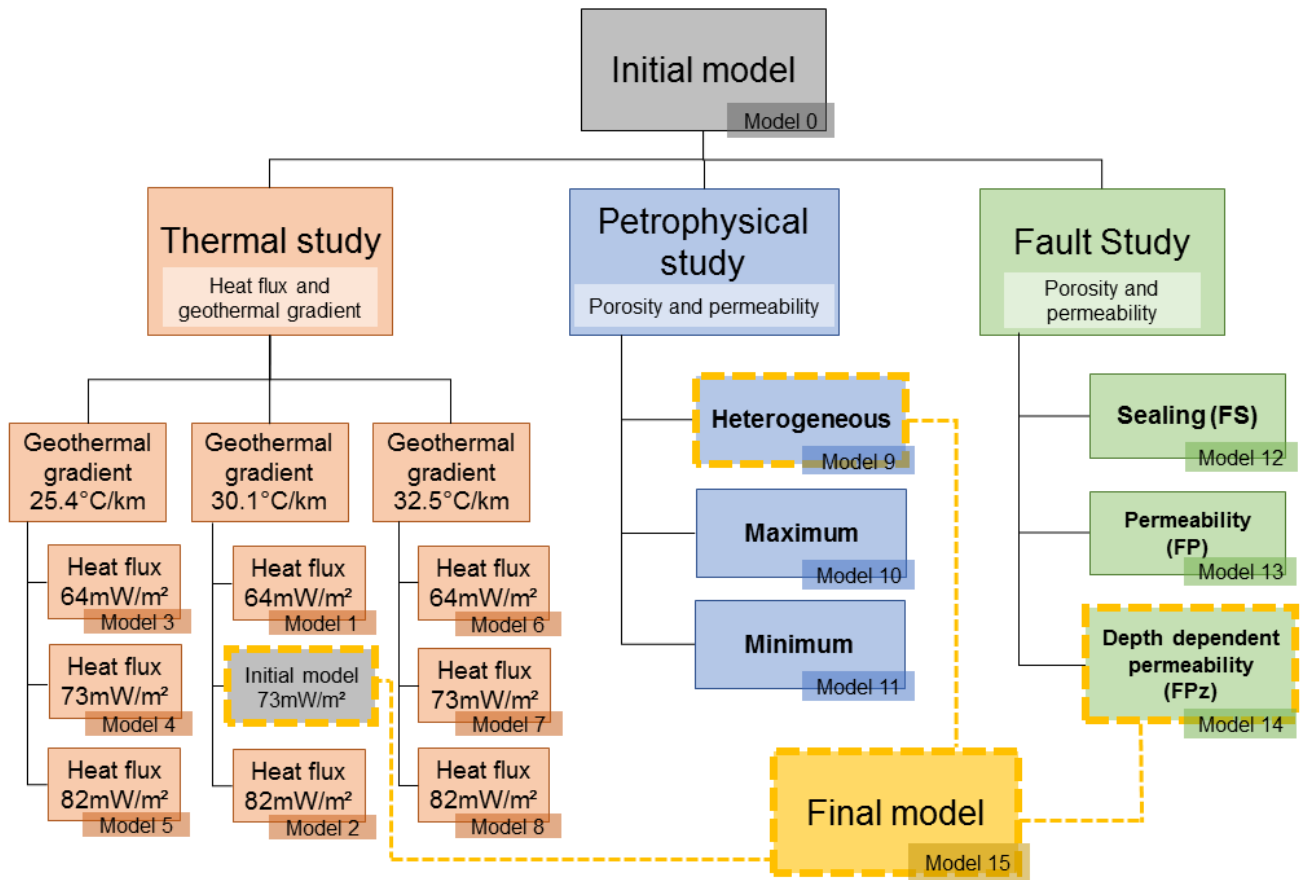 Initial model
Model 0
Thermal study
Heat flux and
geothermal gradient
Petrophysical
study
Porosity and permeability
Fault Study
Porosity and
permeability
Geothermal
gradient
25.4°C/km
Heat flux
64mW/m²
Model 3
Heat flux
73mW/m²
Model 4
Heat flux
82mW/m²
Model 5
Geothermal
gradient
30.1°C/km
Heat flux
64mW/m²
Model 1
Initial model
73mW/m²
Heat flux
82mW/m²
Model 2
Geothermal
gradient
32.5°C/km
Heat flux
64mW/m²
Model 6
Heat flux
73mW/m²
Model 7
Heat flux
82mW/m²
Model 8
Heterogeneous
Model 9
Maximum
Model 10
Minimum
Model 11
Sealing (FS)
Model 12
Permeability
(FP)
Model 13
Depth dependent
permeability
(FPz)
Model 14
Final model
Model 15